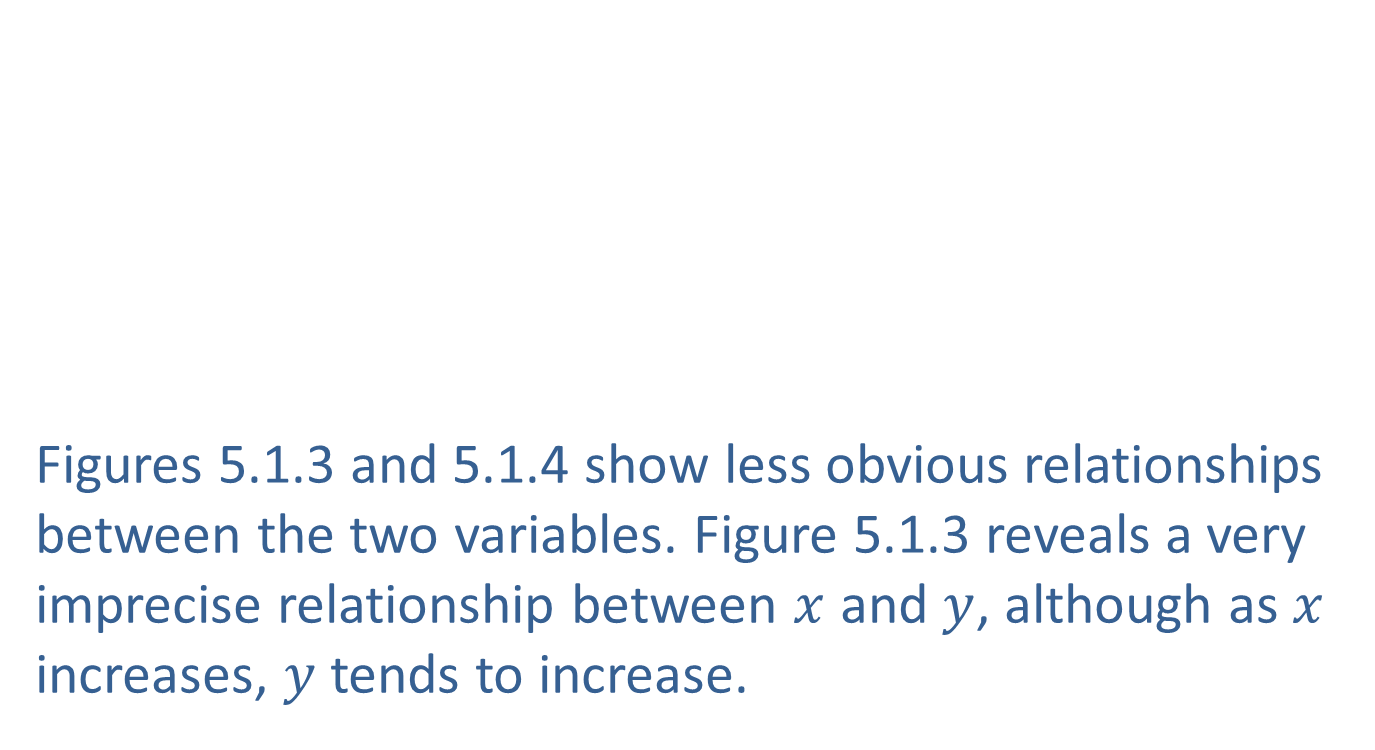 Figures 5.1.3 and 5.1.4 show less obvious relationships
between the two variables. Figure 5.1.3 reveals a very
imprecise relationship between x and y, although as x
increases, y tends to increase.